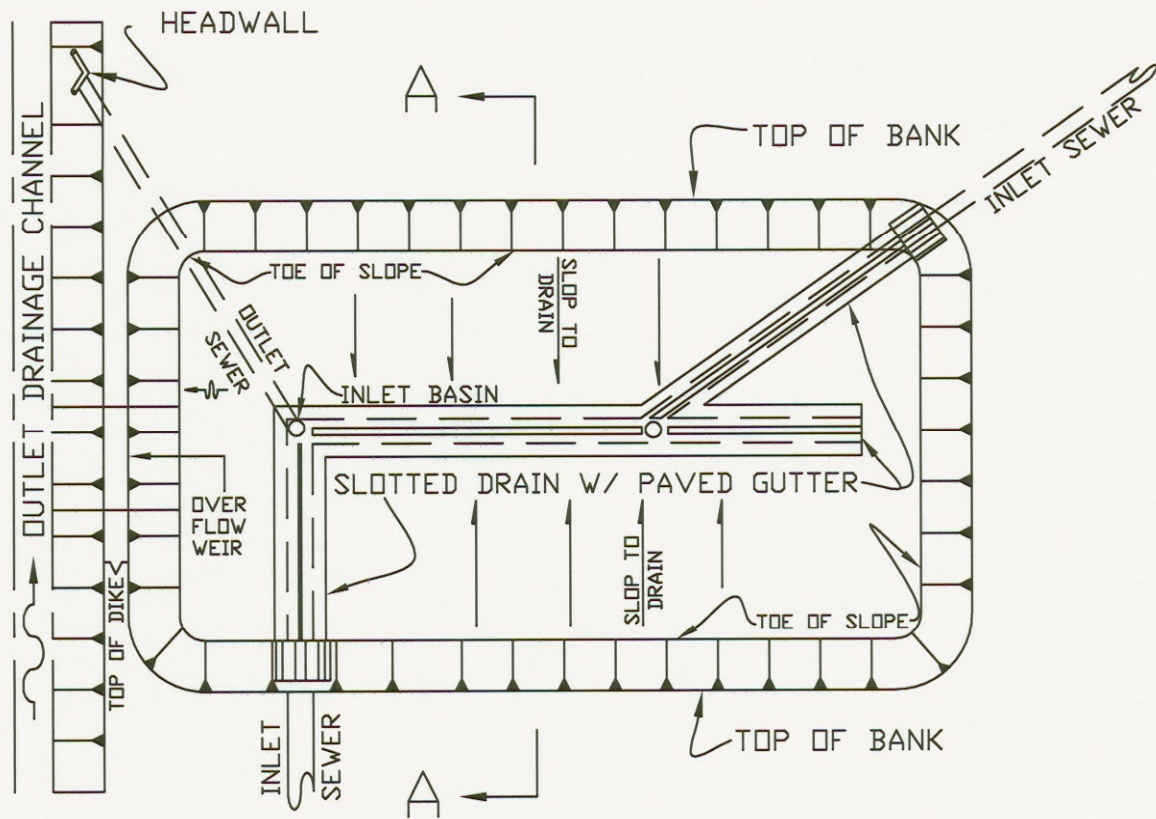 HEADWALL
A
TOP OF BANK
INLET SEWER
OUTLET DRAINAGE CHANNEL
TOE OF SLOPE
SLOP TO
DRAIN
OUTLET
SEWER
INLET BASIN
SLOTTED DRAIN W/ PAVED GUTTER
OVER
FLOW
WEIR
SLOP TO
DRAIN
TOP OF DIKE
TOE OF SLOPE
INLET
SEWER
TOP OF BANK
A